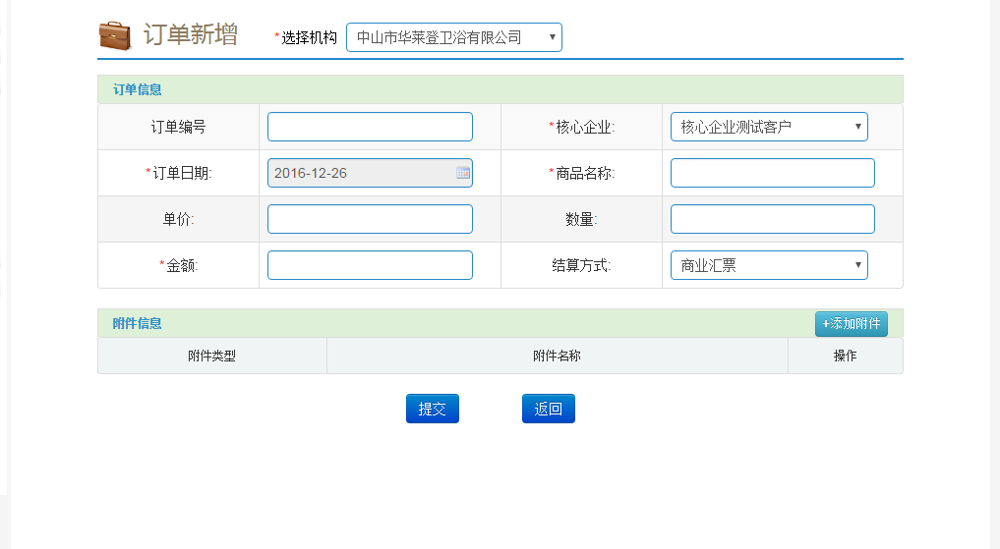 订单新增 *选择机构 中山市华莱登卫浴有限公司
订单信息
订单编号 *核心企业: 核心企业测试客户
*订单日期: 2016-12-26 *商品名称:
单价: 数量:
*金额: 结算方式: 商业汇票
附件信息 +添加附件
附件类型 附件名称 操作
提交 返回